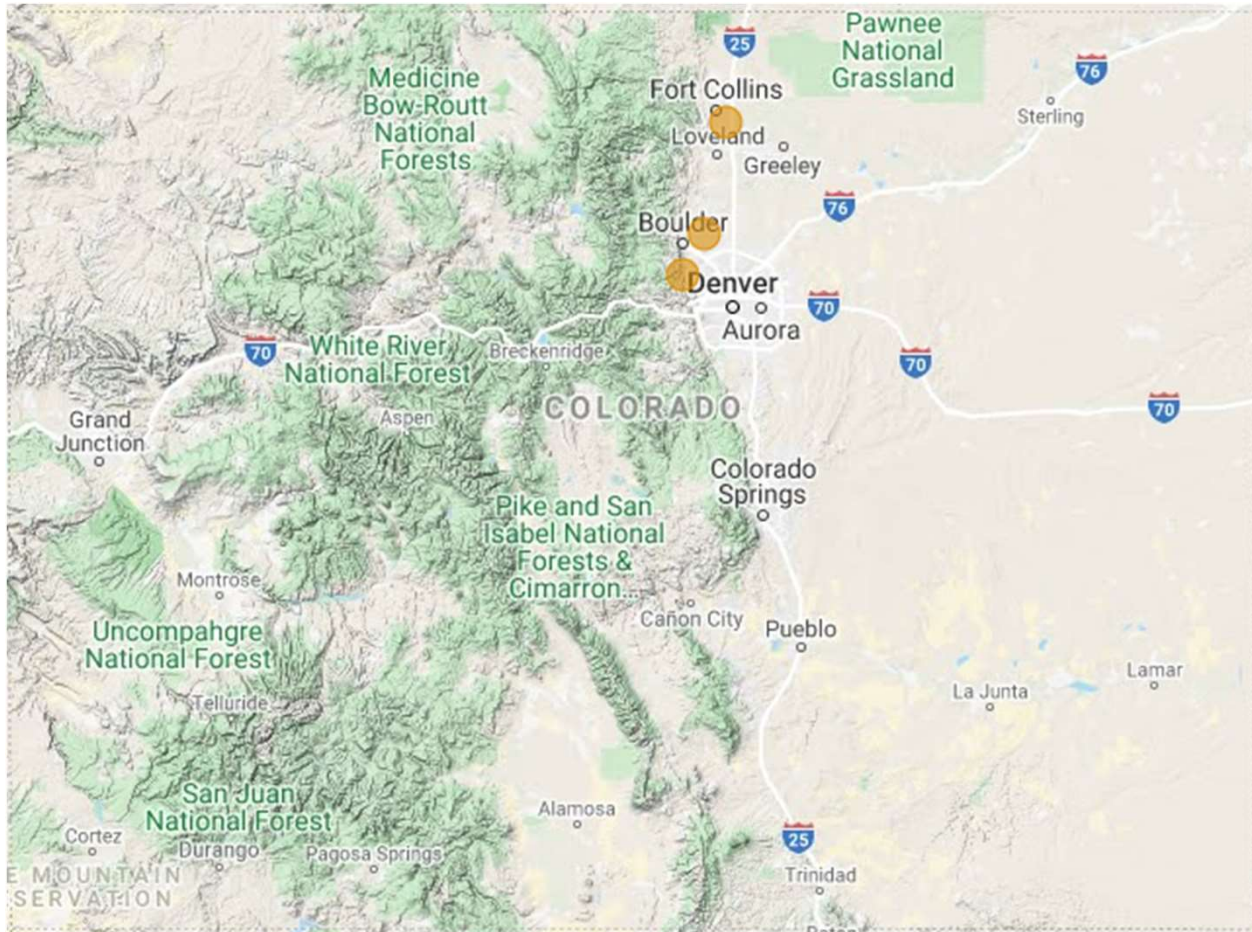 Pawnee
National
Grassland
25
76
Medicine
Bow-Routt
National
Forests
Fort Collins
Sterling
Loveland
Greeley
76
Boulder
Denver
70
Aurora
70
White River
National Forest
Breckenridge
70
COLORADO
70
Aspen
Grand
Junction
Colorado
Springs
Pike and San
Isabel National
Forests &
Cimarron...
Montrose
Cañon City
Pueblo
Uncompahgre
National Forest
Lamar
La Junta
Telluride
San Juan
National Forest
Alamosa
25
Cortez
Durango
Pagosa Springs
E MOUNTAIN
SERVATION
Trinidad